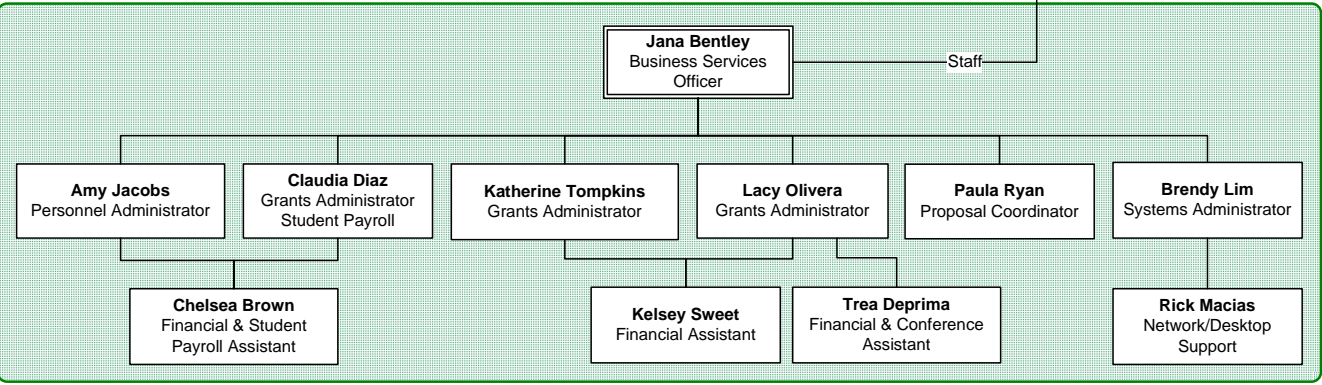 Jana Bentley
Business Services
Officer
Staff
Amy Jacobs
Personnel Administrator
Claudia Diaz
Grants Administrator
Student Payroll
Katherine Tompkins
Grants Administrator
Lacy Olivera
Grants Administrator
Paula Ryan
Proposal Coordinator
Brendy Lim
Systems Administrator
Chelsea Brown
Financial & Student
Payroll Assistant
Kelsey Sweet
Financial Assistant
Trea Deprima
Financial & Conference
Assistant
Rick Macias
Network/Desktop
Support